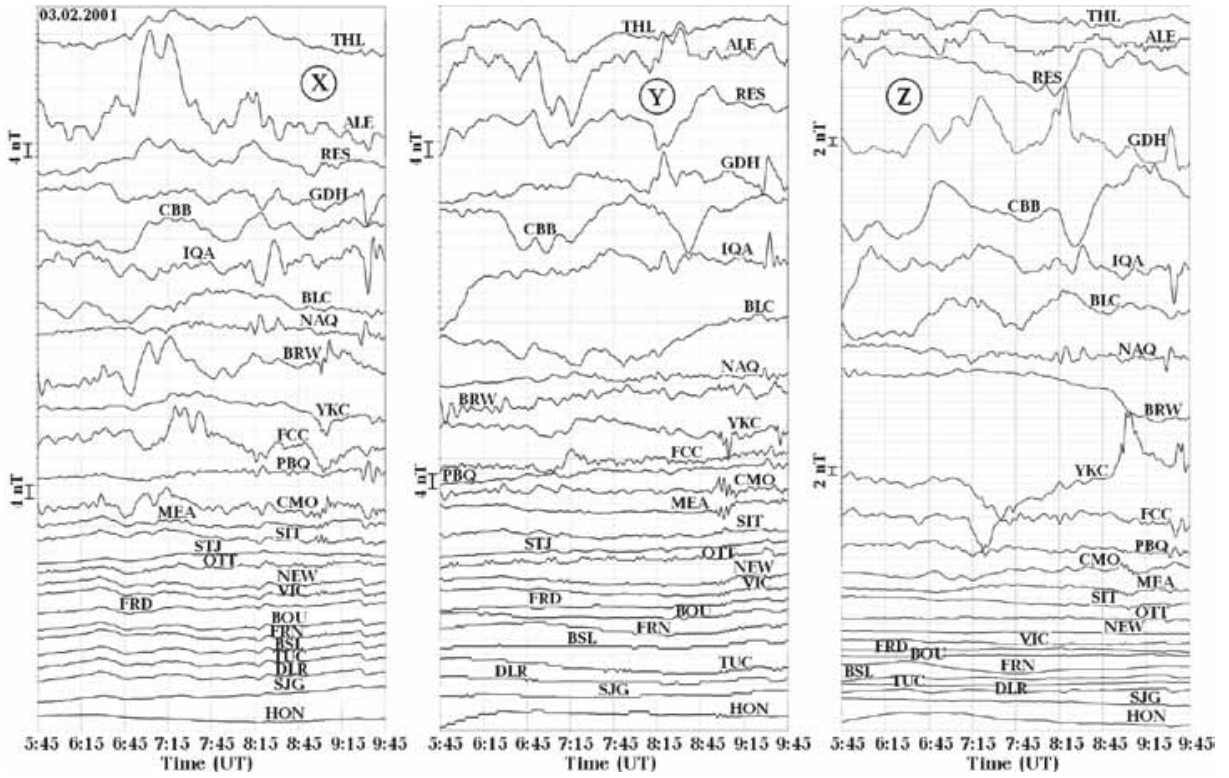 03.02.2001
THL
X
ALE
4 nT
RES
GDH
CBB
IQA
BLC
NAQ
BRW
YKC
FCC
PBQ
4 nT
CMO
MEA
SIT
STJ
OTT
NEW
VIC
FRD
BOU
FRN
BSL
TUC
DLR
SJG
HON
5:45 6:15 6:45 7:15 7:45 8:15 8:45 9:15 9:45
Time (UT)
THL
ALE
Y
RES
4 nT
GDH
CBB
IQA
BLC
NAQ
BRW
YKC
FCC
PBQ
4 nT
CMO
MEA
SIT
STJ
OTT
NEW
VIC
FRD
BOU
FRN
BSL
TUC
DLR
SJG
HON
5:45 6:15 6:45 7:15 7:45 8:15 8:45 9:15 9:45
Time (UT)
THL
ALE
RES
Z
2 nT
GDH
CBB
IQA
BLC
NAQ
BRW
YKC
2 nT
FCC
PBQ
CMO
MEA
SIT
OTT
NEW
VIC
FRD
BOU
FRN
BSL
TUC
DLR
SJG
HON
5:45 6:15 6:45 7:15 7:45 8:15 8:45 9:15 9:45
Time (UT)